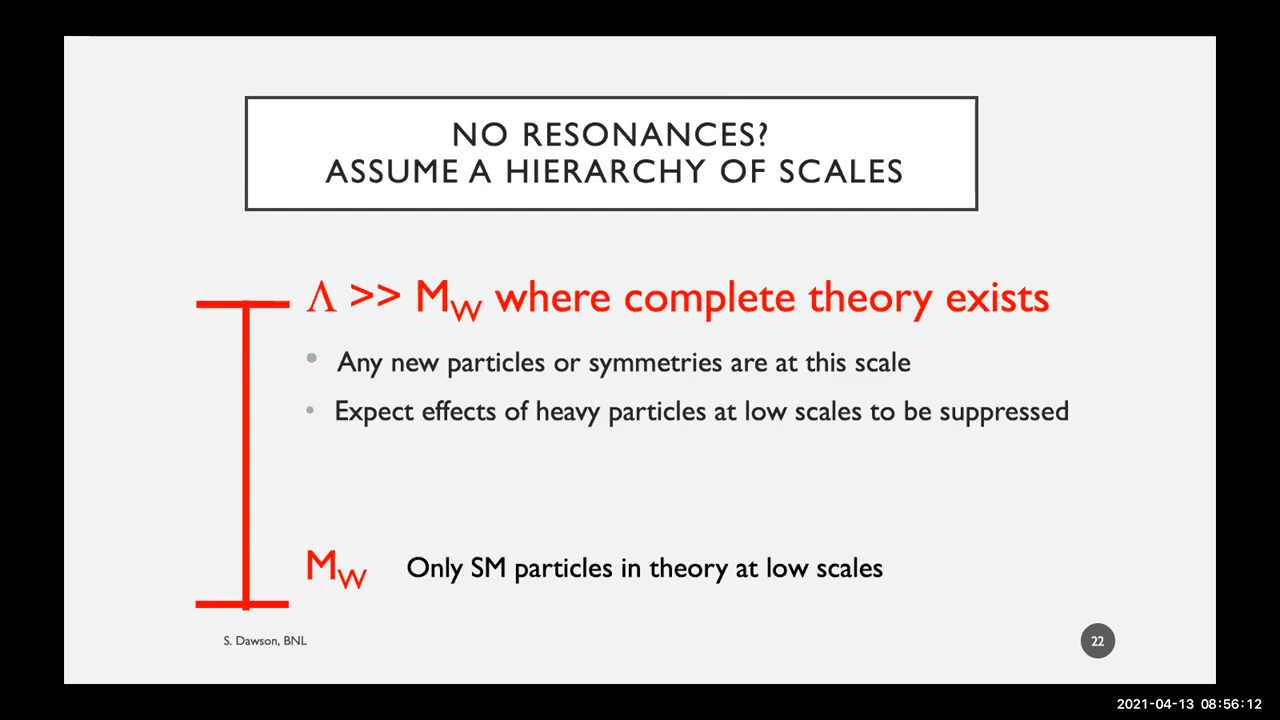 NO RESONANCES?
ASSUME A HIERARCHY OF SCALES
Λ >> MW where complete theory exists
• Any new particles or symmetries are at this scale
• Expect effects of heavy particles at low scales to be suppressed
MW Only SM particles in theory at low scales
S. Dawson, BNL
22
2021-04-13 08:56:12